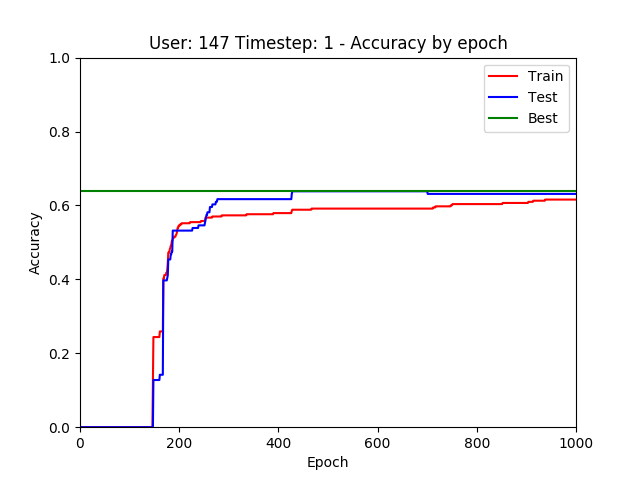 User: 147 Timestep: 1 - Accuracy by epoch
1.0
0.8
0.6
0.4
0.2
0.0
Accuracy
Train
Test
Best
0 200 400 600 800 1000
Epoch